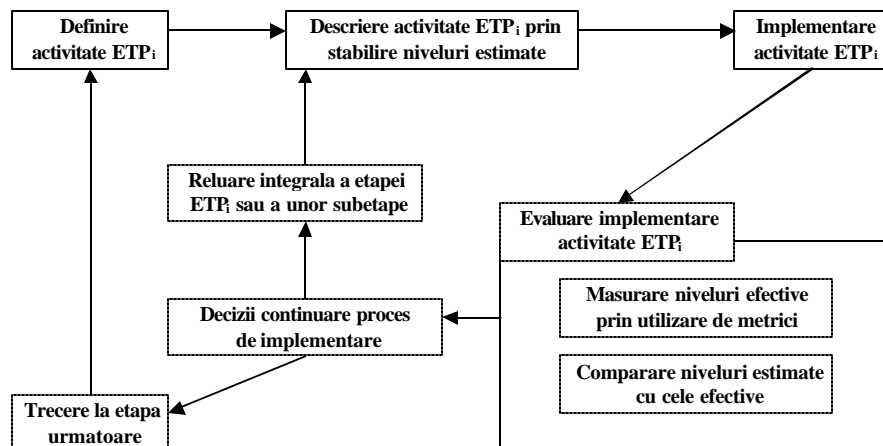 Definire
activitate ETPi
Descriere activitate ETPi prin
stabilire niveluri estimate
Implementare
activitate ETPi
Reluare integrala a etapei
ETPi sau a unor subetape
Evaluare implementare
activitate ETPi
Masurare niveluri efective
prin utilizare de metrici
Decizii continuare proces
de implementare
Comparare niveluri estimate
cu cele efective
Trecere la etapa
urmatoare